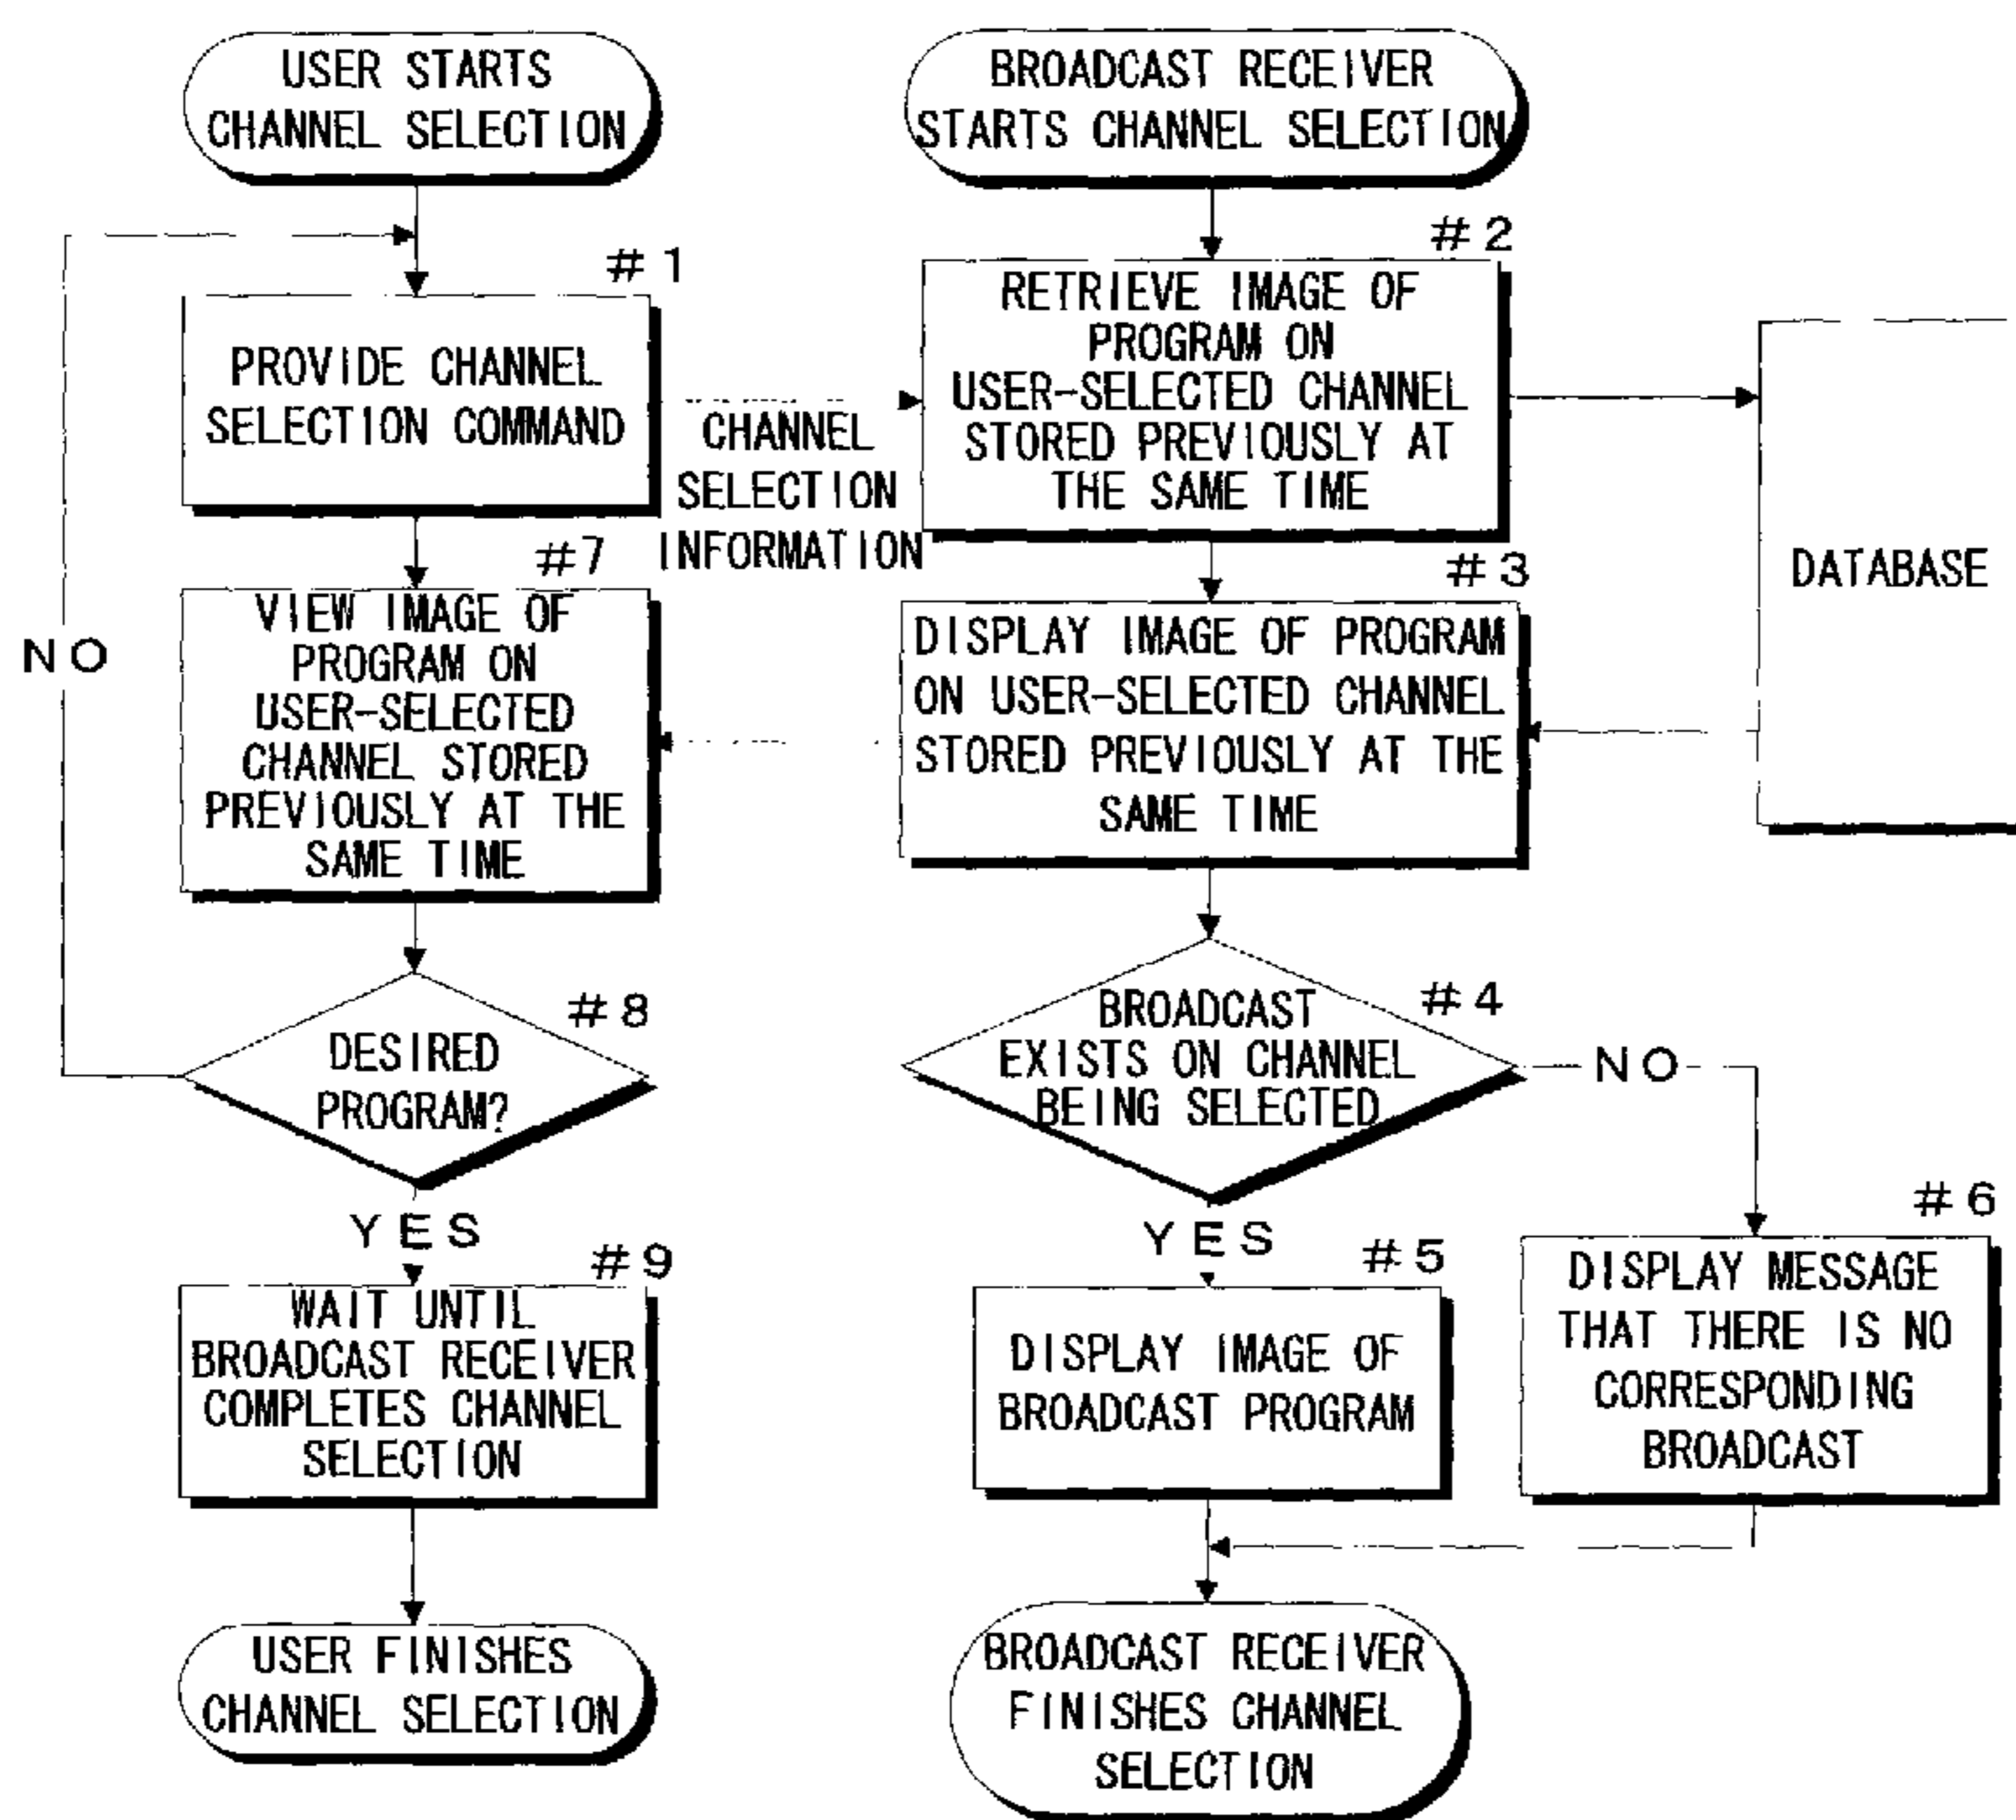 USER STARTS
CHANNEL SELECTION
BROADCAST RECEIVER
STARTS CHANNEL SELECTION
#1
PROVIDE CHANNEL
SELECTION COMMAND
CHANNEL
SELECTION
INFORMATION
#2
RETRIEVE IMAGE OF
PROGRAM ON
USER-SELECTED CHANNEL
STORED PREVIOUSLY AT
THE SAME TIME
DATABASE
#7
VIEW IMAGE OF
PROGRAM ON
USER-SELECTED
CHANNEL STORED
PREVIOUSLY AT THE
SAME TIME
NO
#3
DISPLAY IMAGE OF PROGRAM
ON USER-SELECTED CHANNEL
STORED PREVIOUSLY AT THE
SAME TIME
#8
DESIRED
PROGRAM?
YES
#4
BROADCAST
EXISTS ON CHANNEL
BEING SELECTED
NO
YES
#9
WAIT UNTIL
BROADCAST RECEIVER
COMPLETES CHANNEL
SELECTION
#5
DISPLAY IMAGE OF
BROADCAST PROGRAM
#6
DISPLAY MESSAGE
THAT THERE IS NO
CORRESPONDING
BROADCAST
USER FINISHES
CHANNEL SELECTION
BROADCAST RECEIVER
FINISHES CHANNEL
SELECTION